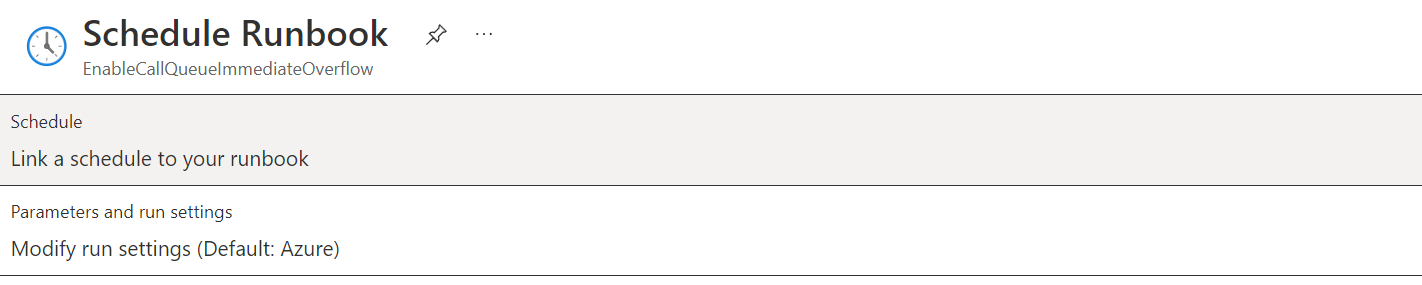 Schedule Runbook
EnableCallQueueImmediateOverflow
Schedule
Link a schedule to your runbook
Parameters and run settings
Modify run settings (Default: Azure)